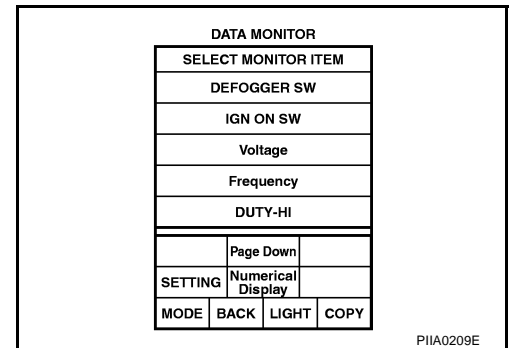 DATA MONITOR
SELECT MONITOR ITEM
DEFOGGER SW
IGN ON SW
Voltage
Frequency
DUTY-HI
Page Down
SETTING Numerical Display
MODE BACK LIGHT COPY
PIIA0209E